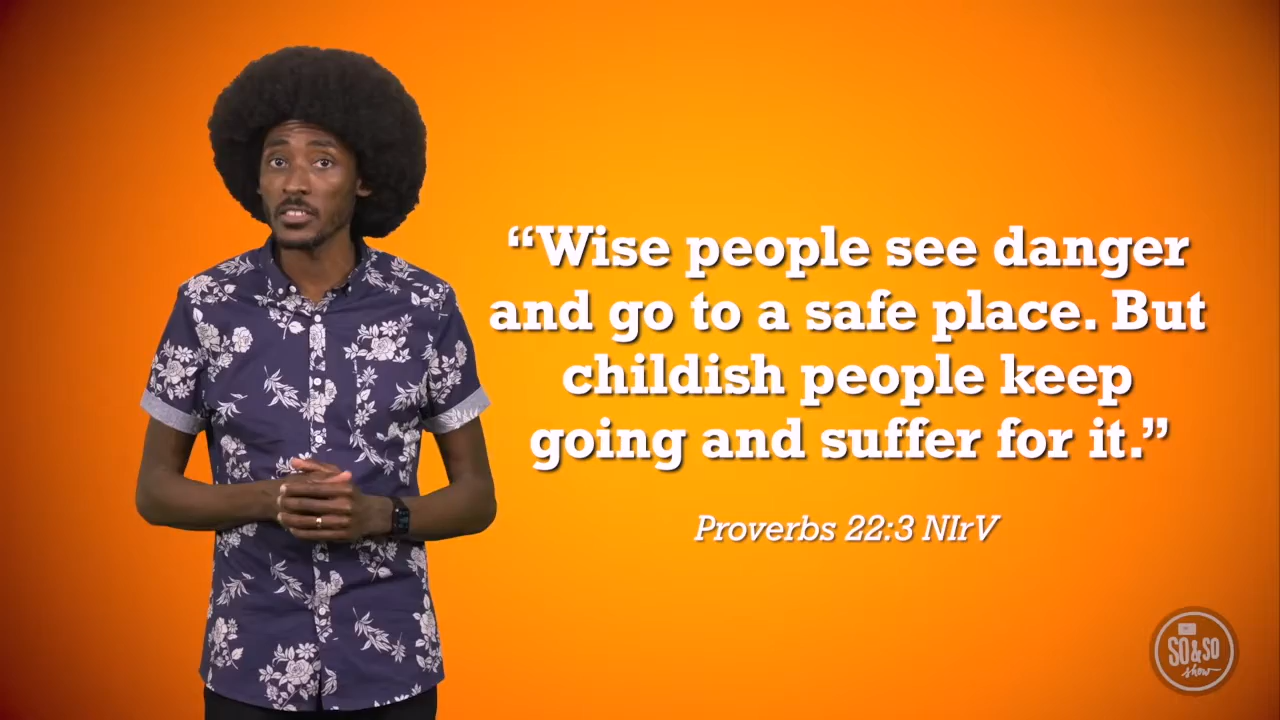 “Wise people see danger
and go to a safe place. But
childish people keep
going and suffer for it.”
Proverbs 22:3 NIrV
SO & SO
show